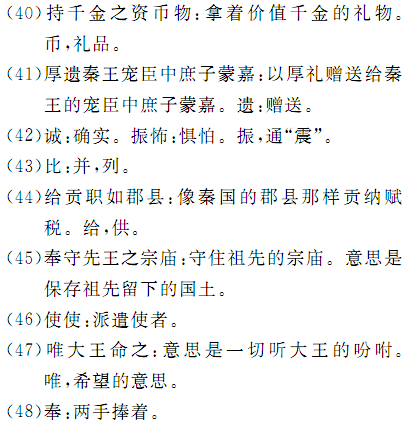 (40)持千金之资币物:拿着价值千金的礼物。
币,礼品。
(41)厚遗秦王宠臣中庶子蒙嘉:以厚礼赠送给秦
王的宠臣中庶子蒙嘉。遗:赠送。
(42)诚:确实。振怖:惧怕。振,通“震”。
(43)比:并,列。
(44)给贡职如郡县:像秦国的郡县那样贡纳赋
税。给,供。
(45)奉守先王之宗庙:守住祖先的宗庙。意思是
保存祖先留下的国土。
(46)使使:派遣使者。
(47)唯大王命之:意思是一切听大王的吩咐。
唯,希望的意思。
(48)奉:两手捧着。